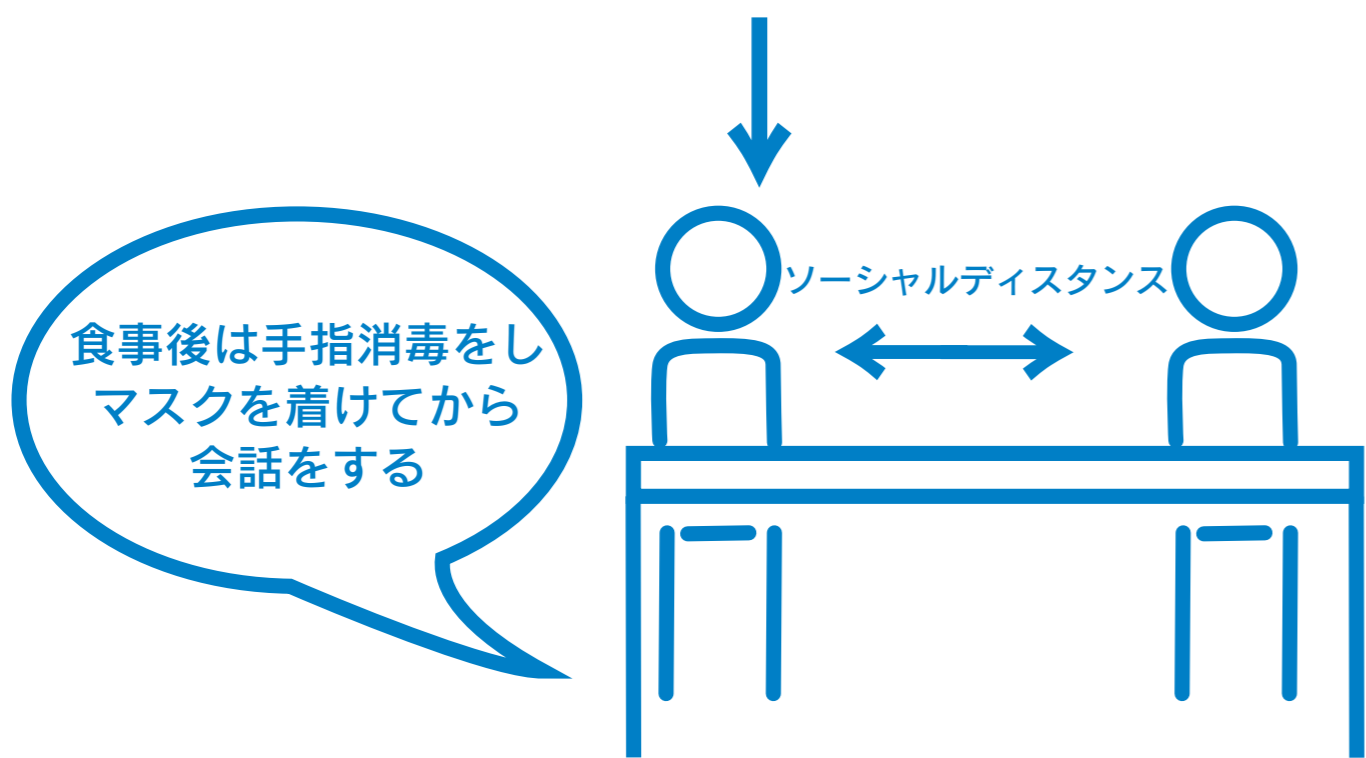 ソーシャルディスタンス
食事後は手指消毒をし
マスクを着けてから
会話をする